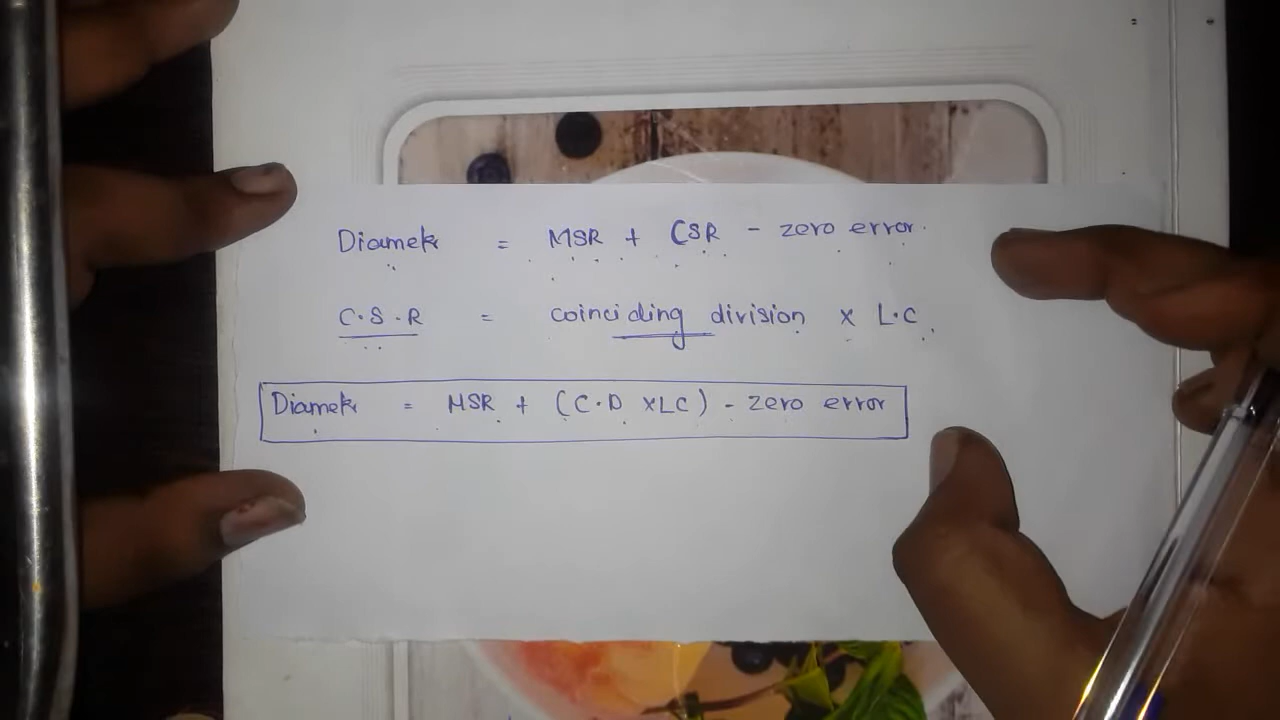 Diameter = MSR + CSR - zero error.
C.S.R = coinciding division x L.C
Diameter = MSR + (C.D XLC) - zero error